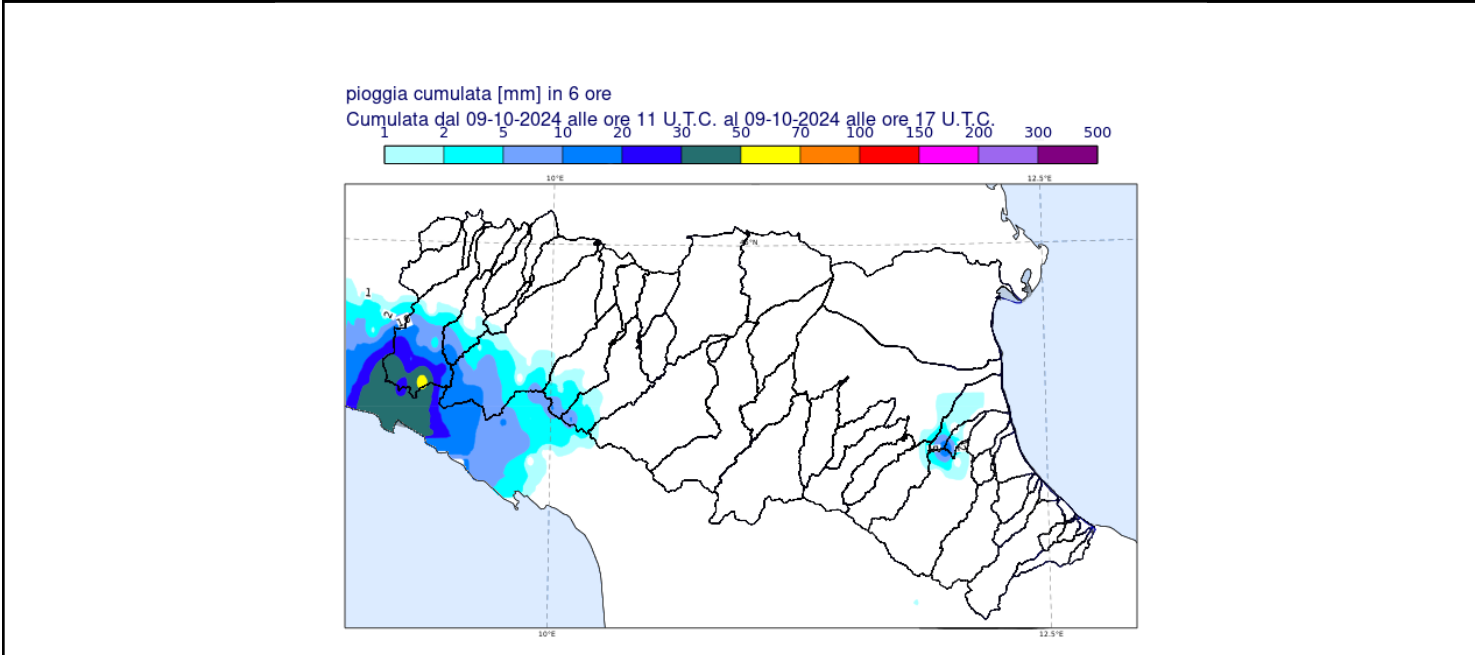 pioggia cumulata [mm] in 6 ore
Cumulata dal 09-10-2024 alle ore 11 U.T.C. al 09-10-2024 alle ore 17 U.T.C.
1 2 5 10 20 30 50 70 100 150 200 300 500
10°E 12.5°E
1
2
10°E 12.5°E